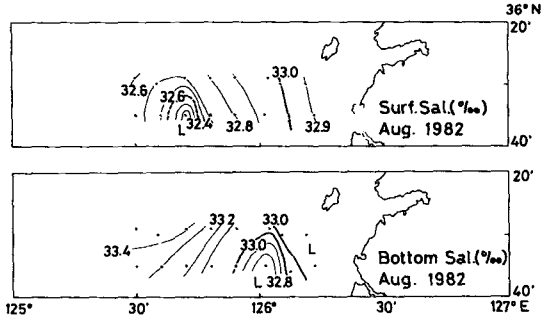 36° N
20'
33.0
32.6
32.6
32.4
32.8
32.9
L
Surf. Sal.(‰)
Aug. 1982
40'
20'
33.2
33.0
33.4
33.0
L
L 32.8
Bottom Sal.(‰)
Aug. 1982
40'
125° 30' 126° 30' 127° E